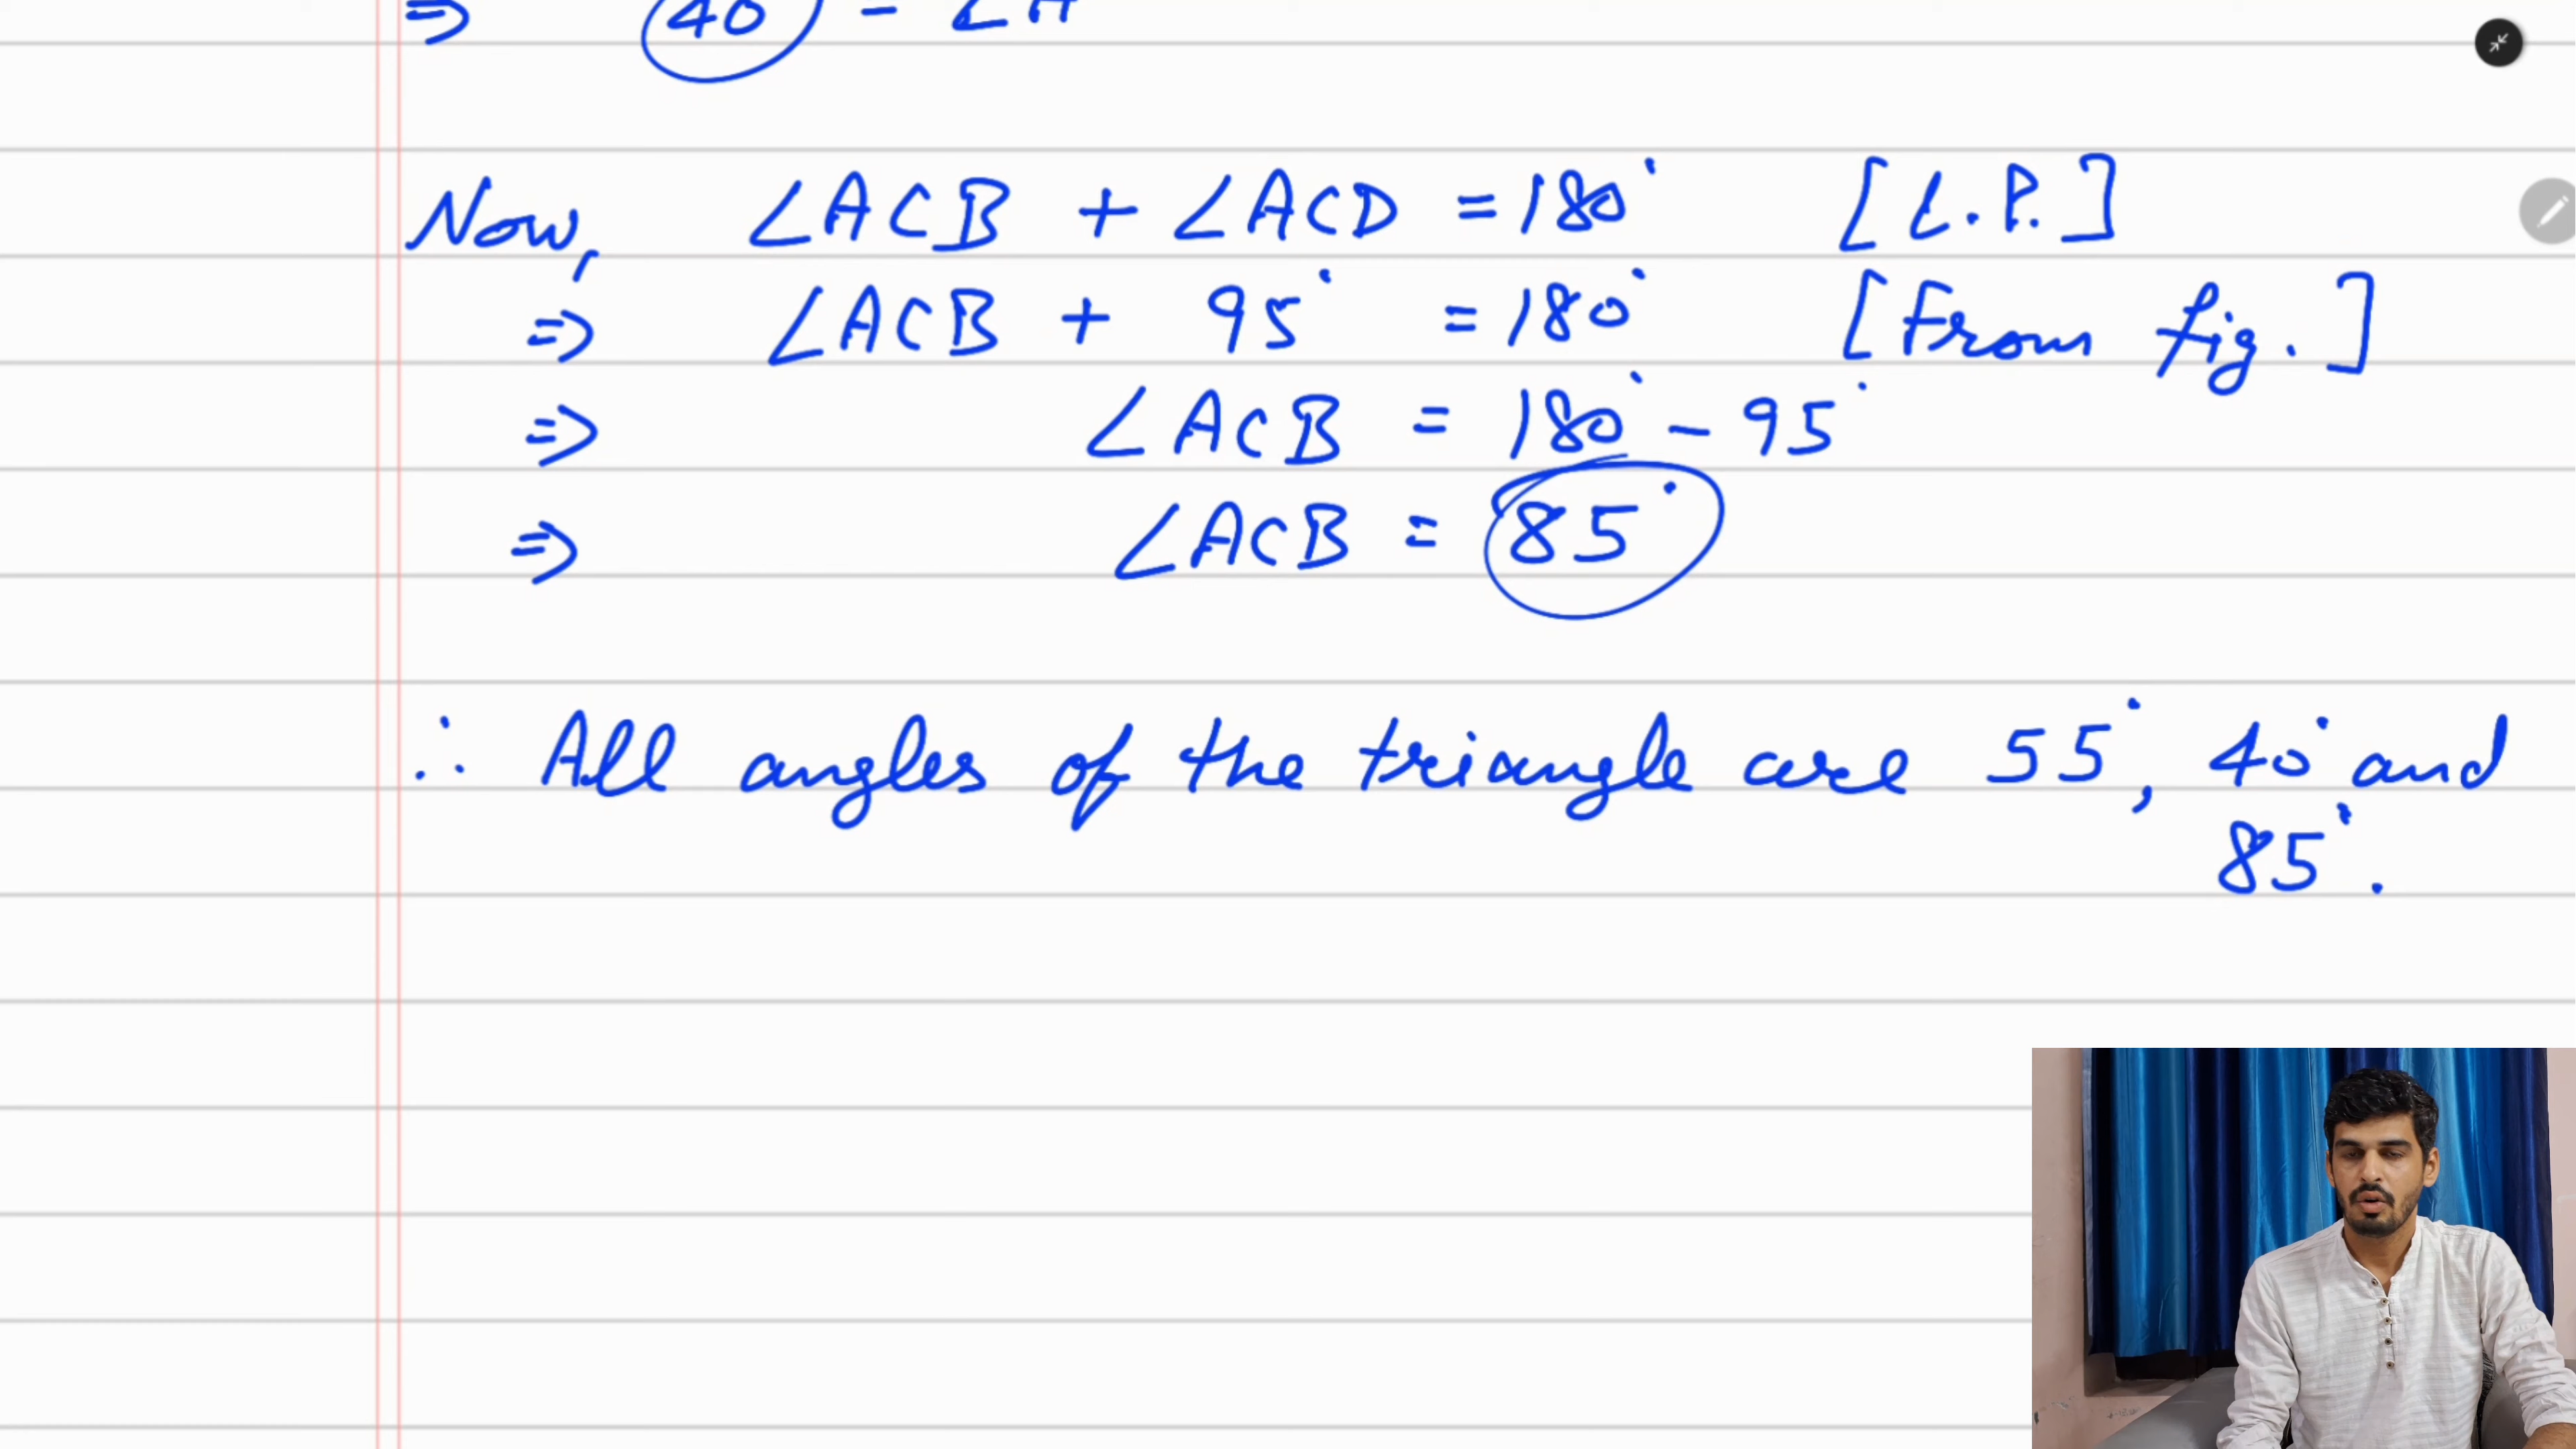 ⇒ 40 = ∠A
Now, ∠ACB + ∠ACD = 180° [L.P.]
⇒ ∠ACB + 95° = 180° [From fig.]
⇒ ∠ACB = 180° - 95°
⇒ ∠ACB = 85°
∴ All angles of the triangle are 55°, 40° and
85°.